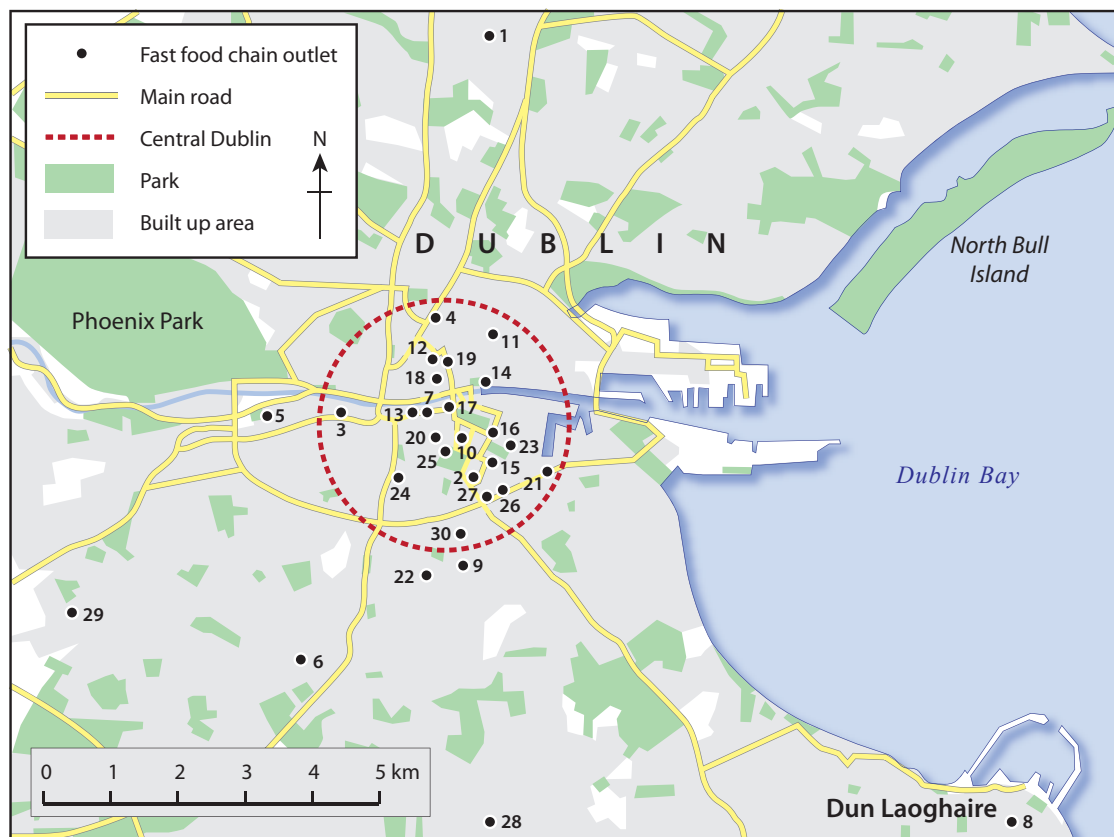 1
Fast food chain outlet
Main road
Central Dublin
N
Park
Built up area
D U B L I N
North Bull
Island
Phoenix Park
4
11
12
19
18
14
7
17
5
3
13
16
20
10
23
25
15
24
2
21
27
26
30
9
22
29
6
Dublin Bay
0 1 2 3 4 5 km
Dun Laoghaire
28
8